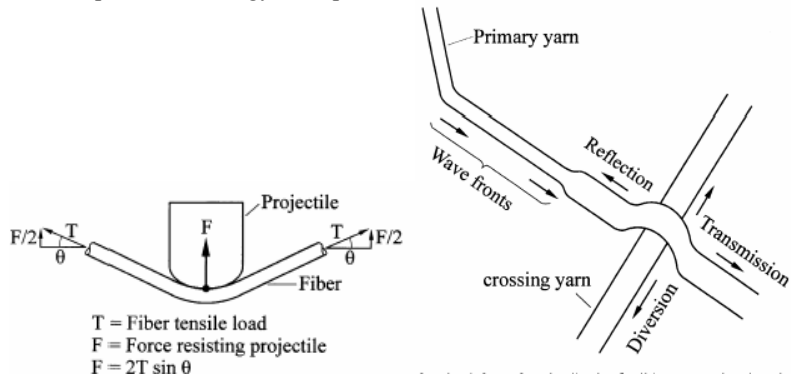 Primary yarn
Reflection
Wave fronts
Transmission
crossing yarn
Diversion
Projectile
F
F/2
T
θ
T
F/2
θ
Fiber
T = Fiber tensile load
F = Force resisting projectile
F = 2T sin θ